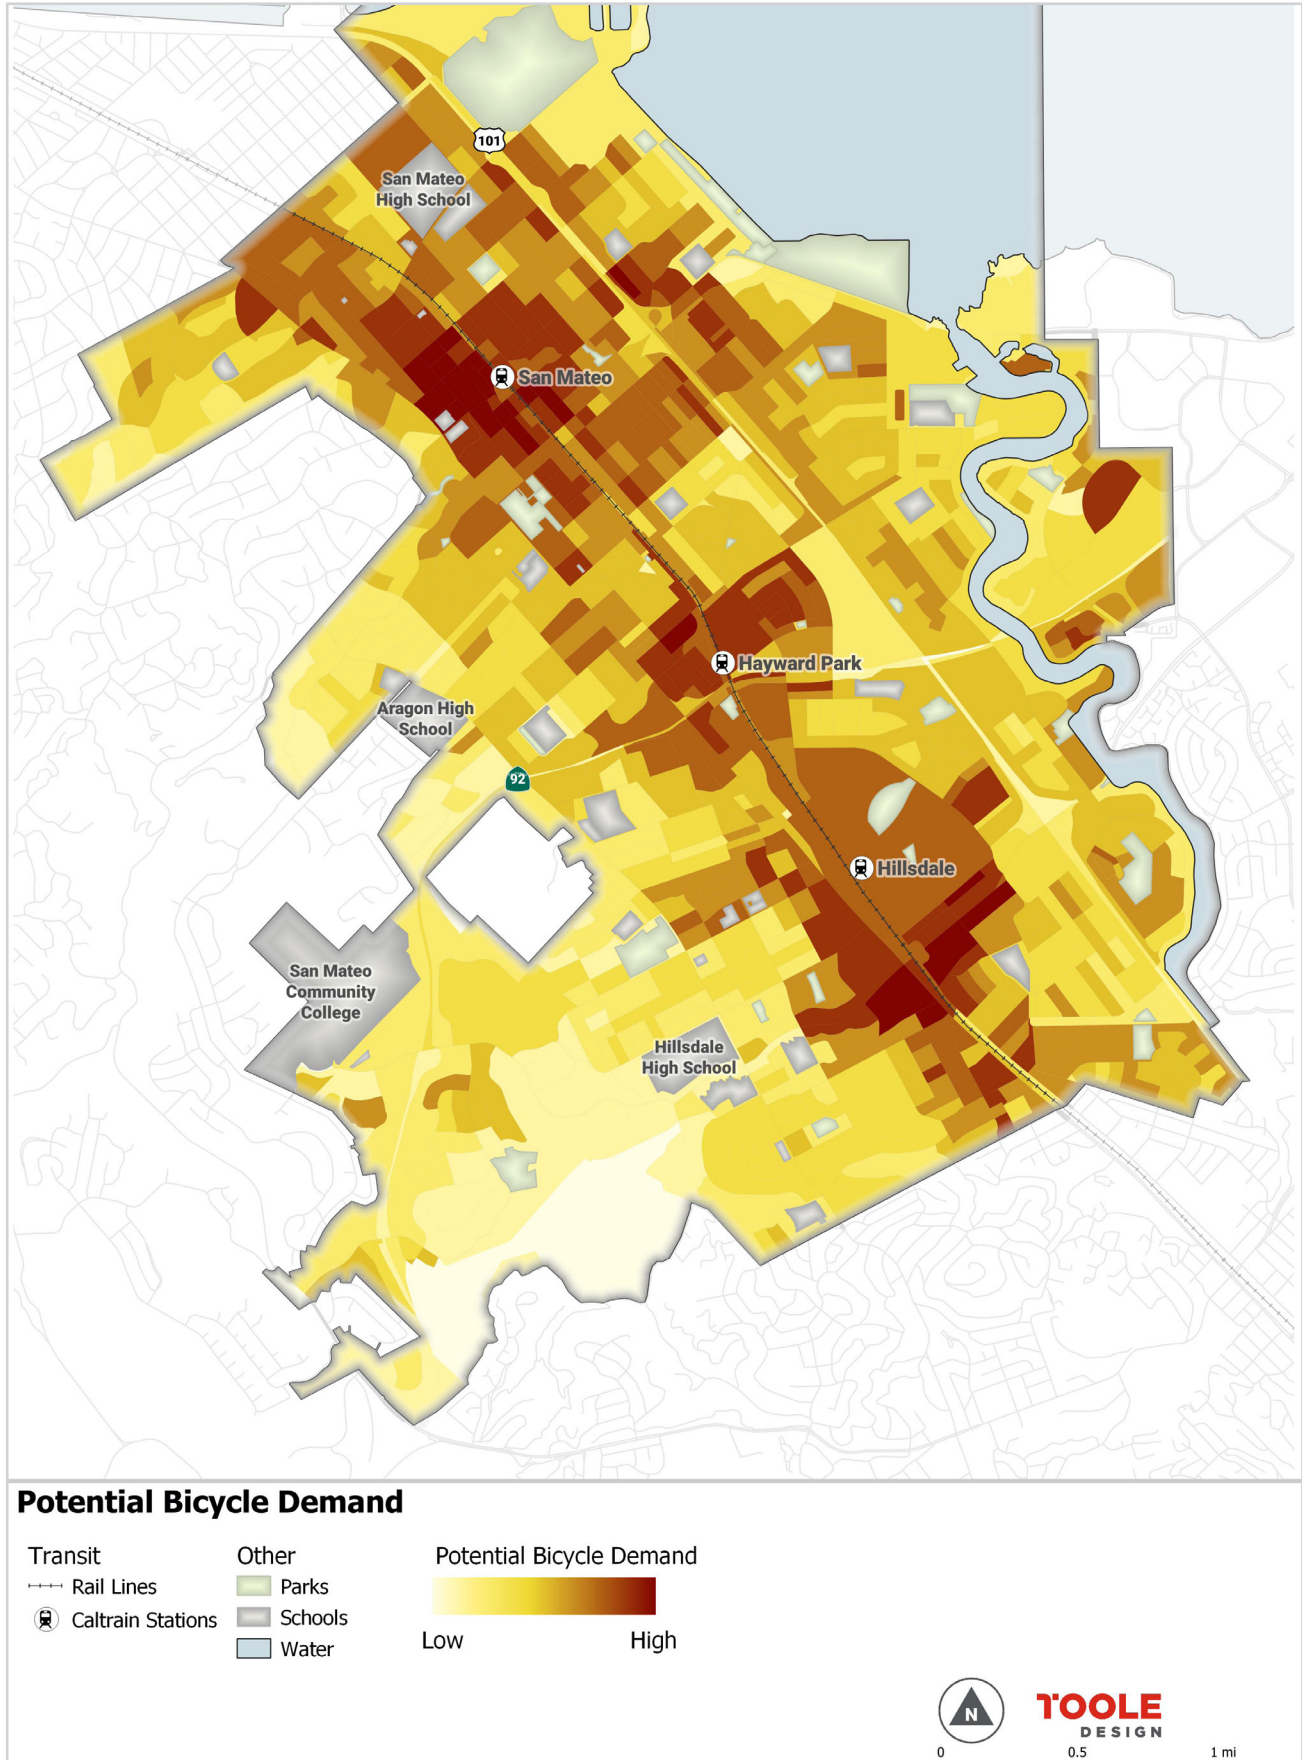 101
San Mateo
High School
San Mateo
Hayward Park
Aragon High
School
92
Hillsdale
San Mateo
Community
College
Hillsdale
High School
Potential Bicycle Demand
Transit
Rail Lines
Caltrain Stations
Other
Parks
Schools
Water
Potential Bicycle Demand
Low High
N
TOOLE
DESIGN
0 0.5 1 mi